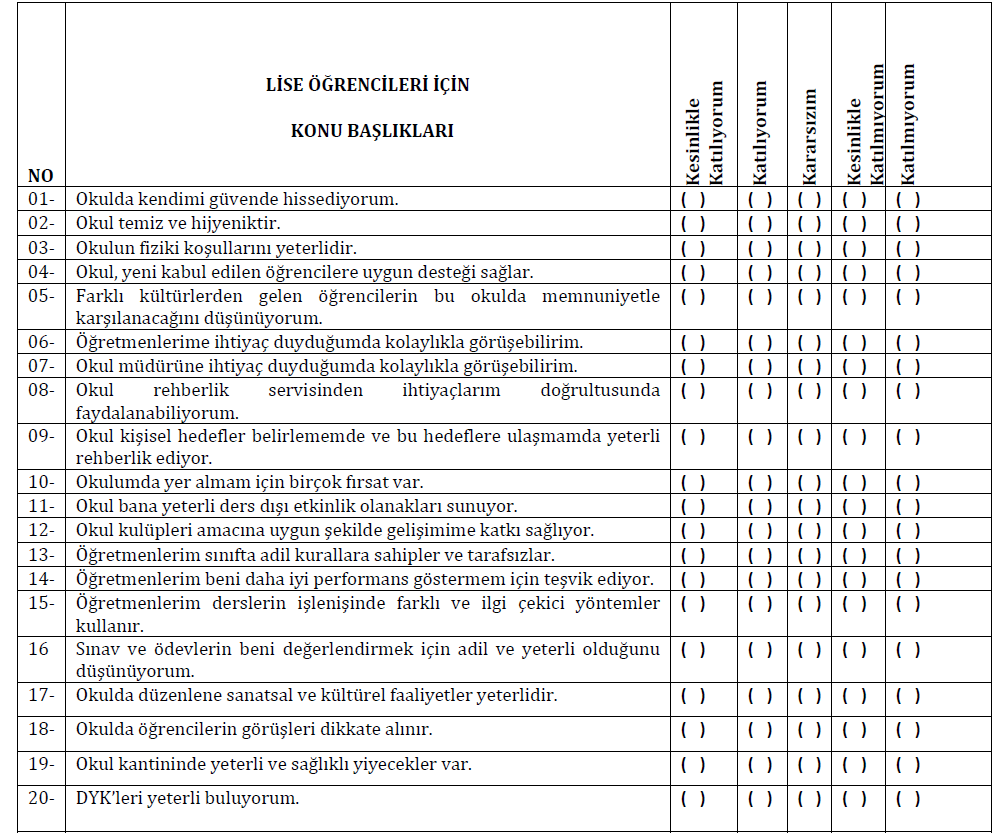 LİSE ÖĞRENCİLERİ İÇİN
KONU BAŞLIKLARI
NO
Kesinlikle
Katılıyorum
Katılıyorum
Kararsızım
Kesinlikle
Katılmıyorum
Katılmıyorum
01- Okulda kendimi güvende hissediyorum. ( ) ( ) ( ) ( ) ( )
02- Okul temiz ve hijyeniktir. ( ) ( ) ( ) ( ) ( )
03- Okulun fiziki koşullarını yeterlidir. ( ) ( ) ( ) ( ) ( )
04- Okul, yeni kabul edilen öğrencilere uygun desteği sağlar. ( ) ( ) ( ) ( ) ( )
05- Farklı kültürlerden gelen öğrencilerin bu okulda memnuniyetle ( ) ( ) ( ) ( ) ( )
karşılanacağını düşünüyorum.
06- Öğretmenlerime ihtiyaç duyduğumda kolaylıkla görüşebilirim. ( ) ( ) ( ) ( ) ( )
07- Okul müdürüne ihtiyaç duyduğumda kolaylıkla görüşebilirim. ( ) ( ) ( ) ( ) ( )
08- Okul rehberlik servisinden ihtiyaçlarım doğrultusunda ( ) ( ) ( ) ( ) ( )
faydalanabiliyorum.
09- Okul kişisel hedefler belirlememde ve bu hedeflere ulaşmamda yeterli ( ) ( ) ( ) ( ) ( )
rehberlik ediyor.
10- Okulumda yer almam için birçok fırsat var. ( ) ( ) ( ) ( ) ( )
11- Okul bana yeterli ders dışı etkinlik olanakları sunuyor. ( ) ( ) ( ) ( ) ( )
12- Okul kulüpleri amacına uygun şekilde gelişimime katkı sağlıyor. ( ) ( ) ( ) ( ) ( )
13- Öğretmenlerim sınıfta adil kurallara sahipler ve tarafsızlar. ( ) ( ) ( ) ( ) ( )
14- Öğretmenlerim beni daha iyi performans göstermem için teşvik ediyor. ( ) ( ) ( ) ( ) ( )
15- Öğretmenlerim derslerin işlenişinde farklı ve ilgi çekici yöntemler ( ) ( ) ( ) ( ) ( )
kullanır.
16 Sınav ve ödevlerin beni değerlendirmek için adil ve yeterli olduğunu ( ) ( ) ( ) ( ) ( )
düşünüyorum.
17- Okulda düzenlene sanatsal ve kültürel faaliyetler yeterlidir. ( ) ( ) ( ) ( ) ( )
18- Okulda öğrencilerin görüşleri dikkate alınır. ( ) ( ) ( ) ( ) ( )
19- Okul kantininde yeterli ve sağlıklı yiyecekler var. ( ) ( ) ( ) ( ) ( )
20- DYK’leri yeterli buluyorum. ( ) ( ) ( ) ( ) ( )